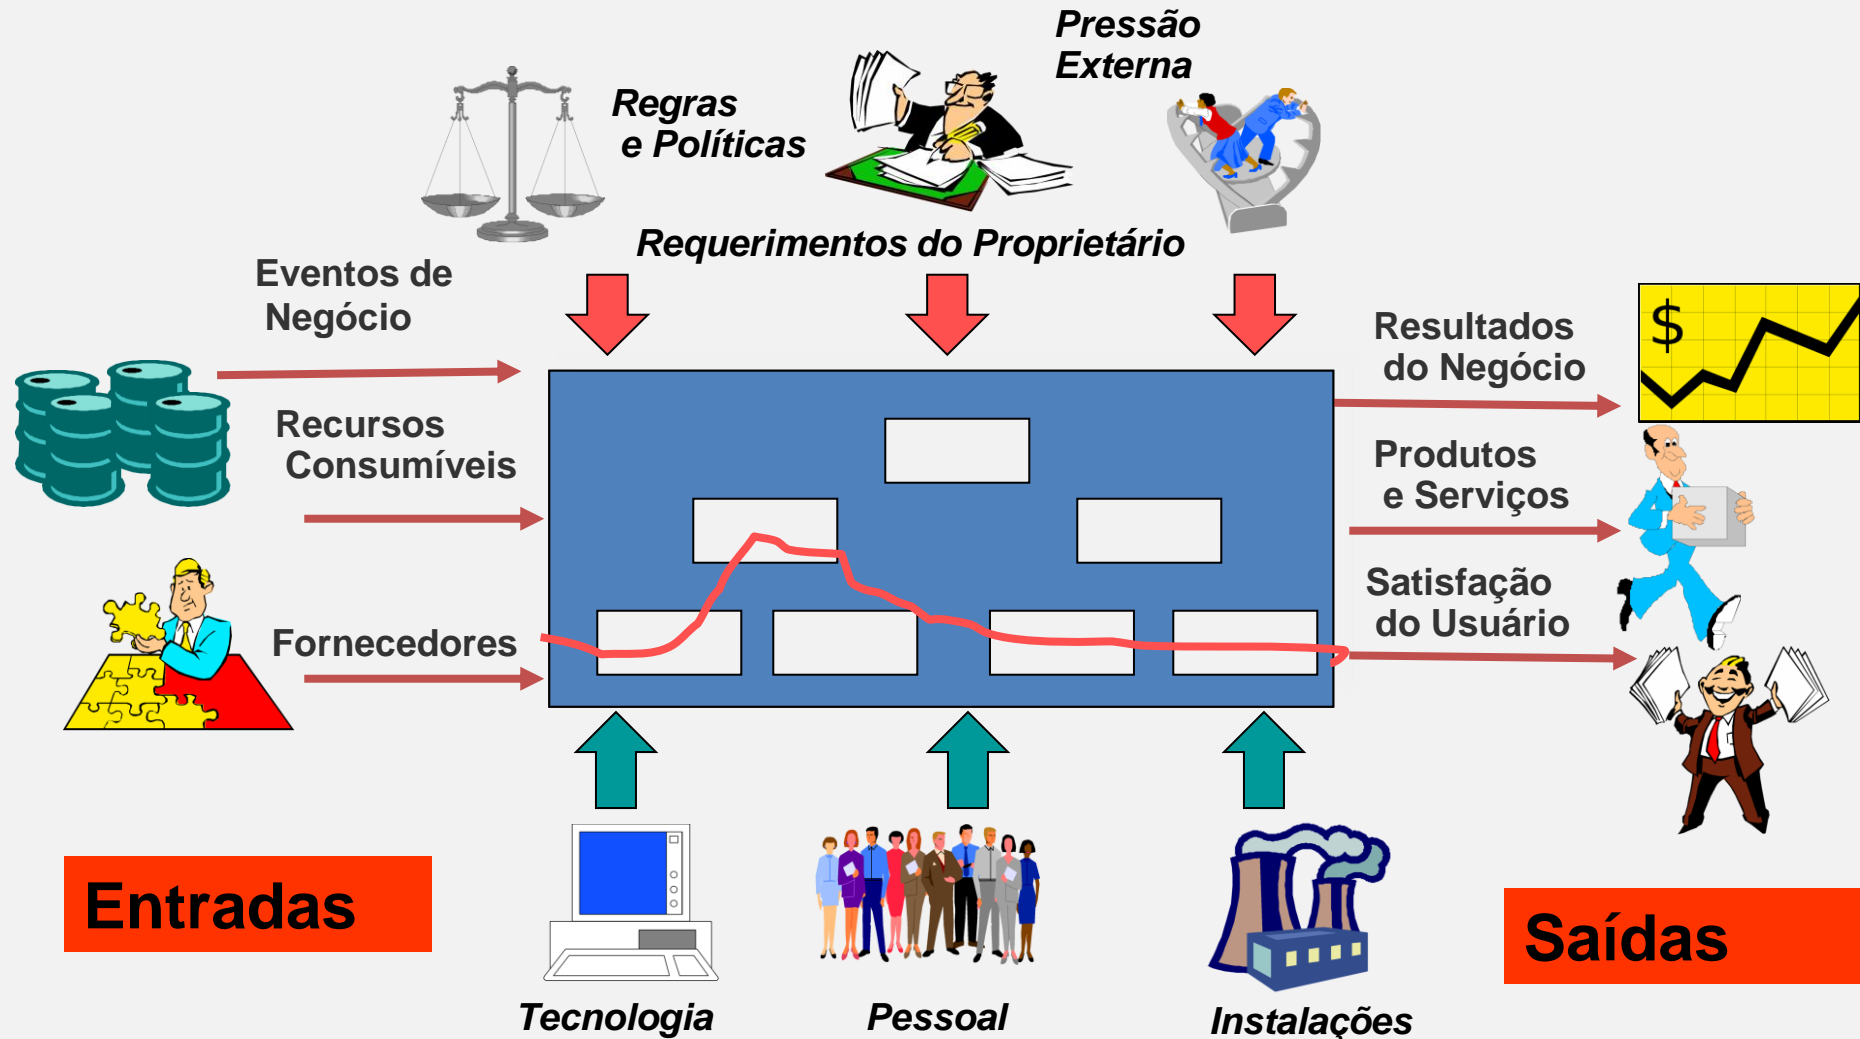 Pressão
Externa
Regras
e Políticas
Requerimentos do Proprietário
Eventos de
Negócio
Recursos
Consumíveis
Fornecedores
Resultados
do Negócio
$
Produtos
e Serviços
Satisfação
do Usuário
Entradas
Saídas
Tecnologia
Pessoal
Instalações